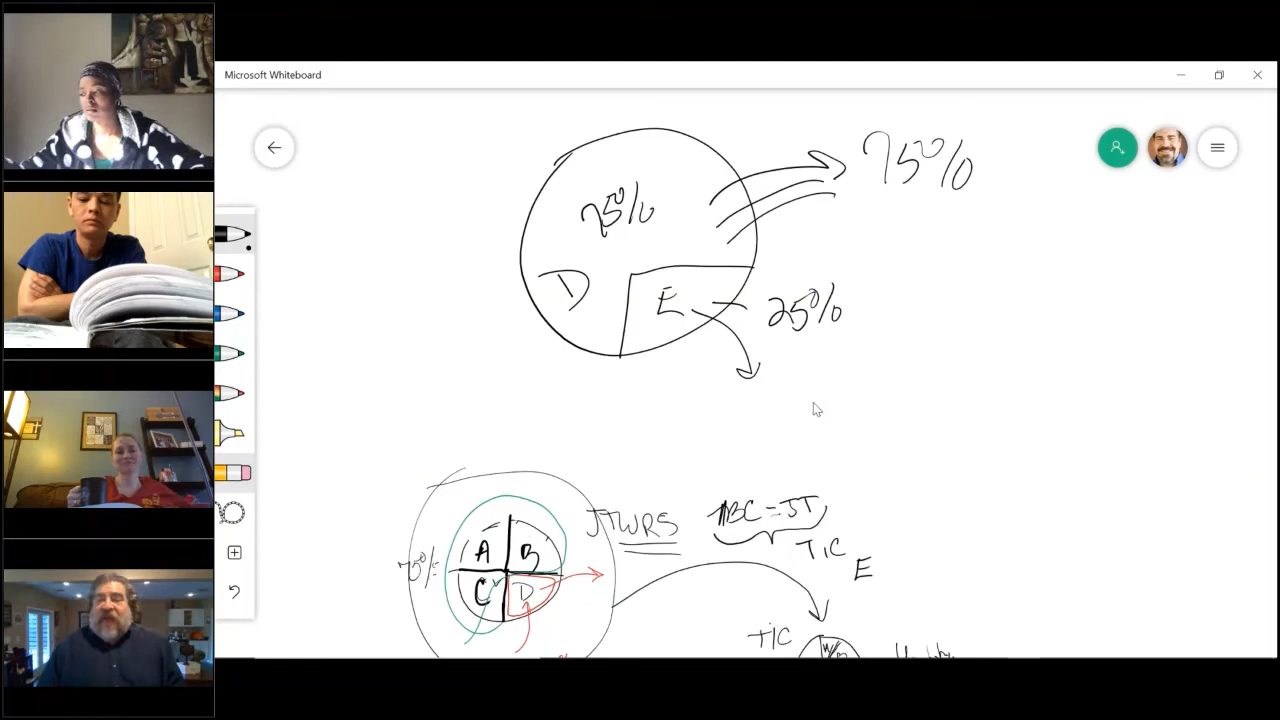 Microsoft Whiteboard
75%
75%
D
E
25%
JTWRS
ABC = JT
TIC
E
75%
A
B
C
D
TIC